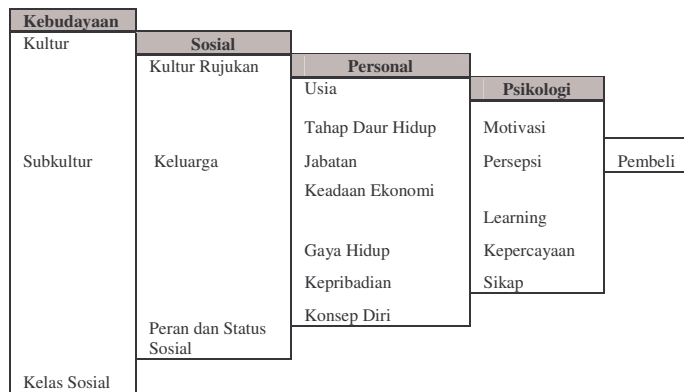 Kebudayaan
Kultur
Subkultur
Kelas Sosial
Sosial
Kultur Rujukan
Keluarga
Peran dan Status
Sosial
Personal
Usia
Tahap Daur Hidup
Jabatan
Keadaan Ekonomi
Gaya Hidup
Kepribadian
Konsep Diri
Psikologi
Motivasi
Persepsi
Learning
Kepercayaan
Sikap
Pembeli